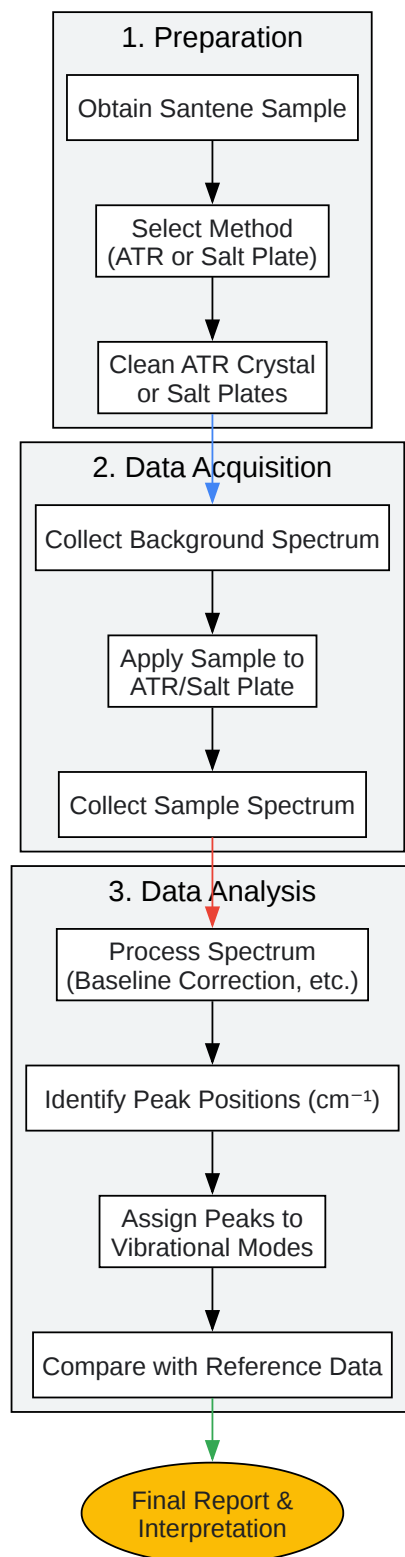 1. Preparation
Obtain Santene Sample
Select Method
(ATR or Salt Plate)
Clean ATR Crystal
or Salt Plates
2. Data Acquisition
Collect Background Spectrum
Apply Sample to
ATR/Salt Plate
Collect Sample Spectrum
3. Data Analysis
Process Spectrum
(Baseline Correction, etc.)
Identify Peak Positions (cm⁻¹)
Assign Peaks to
Vibrational Modes
Compare with Reference Data
Final Report &
Interpretation